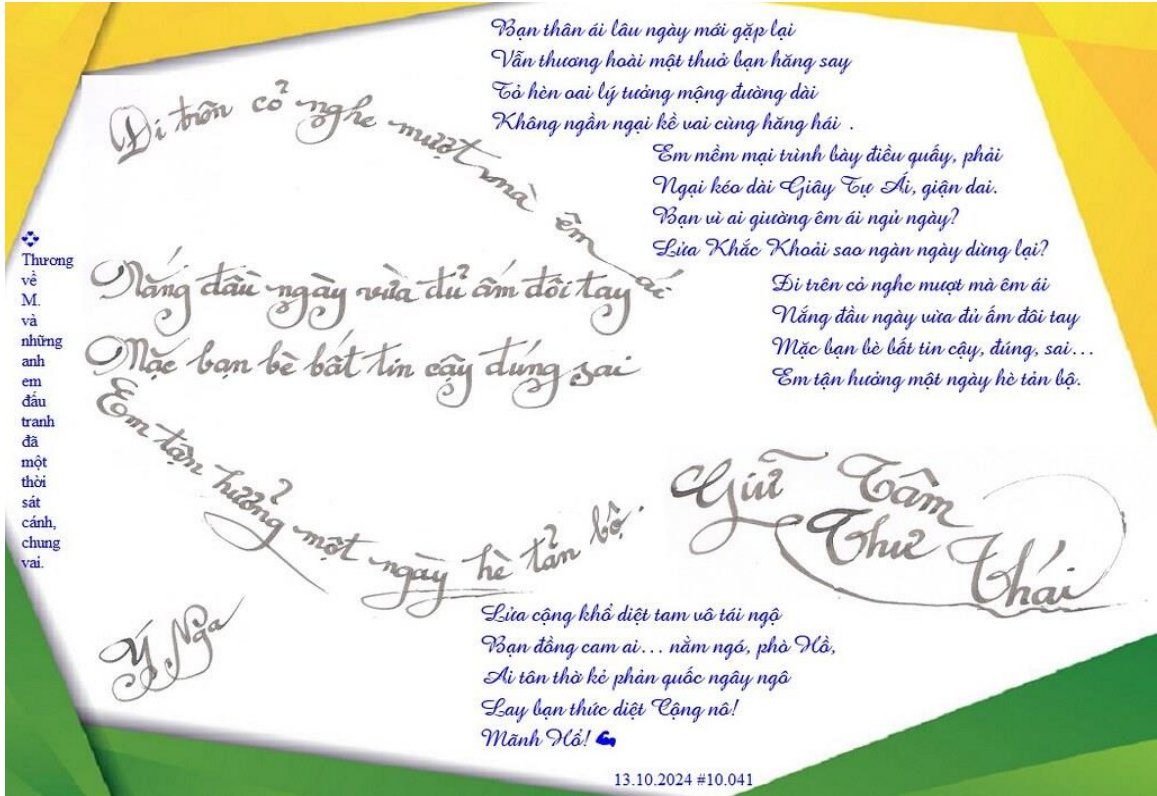 Bạn thân ái lâu ngày mới gặp lại
Vẫn thương hoài một thuở bạn hăng say
Tỏ hèn oai lý tưởng mộng đường dài
Không ngần ngại kề vai cùng hăng hái .
Em mềm mại trình bày điều quấy, phải
Ngại kéo dài Giây Tự Ái, giận dai.
Bạn vì ai giường êm ái ngủ ngày?
Lửa Khắc Khoải sao ngàn ngày dừng lại?
Đi trên cỏ nghe mượt mà êm ái
Nắng đầu ngày vừa đủ ấm đôi tay
Mặc bạn bè bất tin cậy, đúng, sai...
Em tận hưởng một ngày hè tản bộ.
Đi trên cỏ nghe mượt mà êm ái
Nắng đầu ngày vừa đủ ấm đôi tay
Mặc bạn bè bất tin cậy đúng sai
Em tận hưởng một ngày hè tản bộ.
Thương
về
M.
và
những
anh
em
đấu
tranh
đã
một
thời
sát
cánh,
chung
vai.
Giữ Tâm
Thư Thái
Ý Nga
Lửa cộng khổ diệt tam vô tái ngộ
Bạn đồng cam ai... nằm ngó, phò Hồ,
Ai tôn thờ kẻ phản quốc ngây ngô
Lay bạn thức diệt Cộng nô!
Mãnh Hổ!
13.10.2024 #10.041